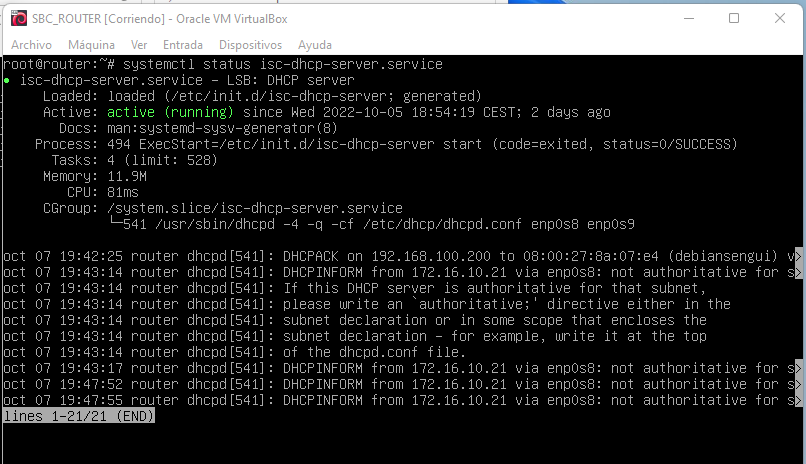 SBC_ROUTER [Corriendo] - Oracle VM VirtualBox
Archivo Máquina Ver Entrada Dispositivos Ayuda
root@router:~# systemctl status isc-dhcp-server.service
● isc-dhcp-server.service – LSB: DHCP server
Loaded: loaded (/etc/init.d/isc-dhcp-server; generated)
Active: active (running) since Wed 2022-10-05 18:54:19 CEST; 2 days ago
Docs: man:systemd-sysv-generator(8)
Process: 494 ExecStart=/etc/init.d/isc-dhcp-server start (code=exited, status=0/SUCCESS)
Tasks: 4 (limit: 528)
Memory: 11.9M
CPU: 81ms
CGroup: /system.slice/isc-dhcp-server.service
└─541 /usr/sbin/dhcpd -4 -q -cf /etc/dhcp/dhcpd.conf enp0s8 enp0s9
oct 07 19:42:25 router dhcpd[541]: DHCPACK on 192.168.100.200 to 08:00:27:8a:07:e4 (debiansengui) v>
oct 07 19:43:14 router dhcpd[541]: DHCPINFORM from 172.16.10.21 via enp0s8: not authoritative for s>
oct 07 19:43:14 router dhcpd[541]: If this DHCP server is authoritative for that subnet,
oct 07 19:43:14 router dhcpd[541]: please write an `authoritative;' directive either in the
oct 07 19:43:14 router dhcpd[541]: subnet declaration or in some scope that encloses the
oct 07 19:43:14 router dhcpd[541]: subnet declaration – for example, write it at the top
oct 07 19:43:14 router dhcpd[541]: of the dhcpd.conf file.
oct 07 19:43:17 router dhcpd[541]: DHCPINFORM from 172.16.10.21 via enp0s8: not authoritative for s>
oct 07 19:47:52 router dhcpd[541]: DHCPINFORM from 172.16.10.21 via enp0s8: not authoritative for s>
oct 07 19:47:55 router dhcpd[541]: DHCPINFORM from 172.16.10.21 via enp0s8: not authoritative for s>
lines 1-21/21 (END)